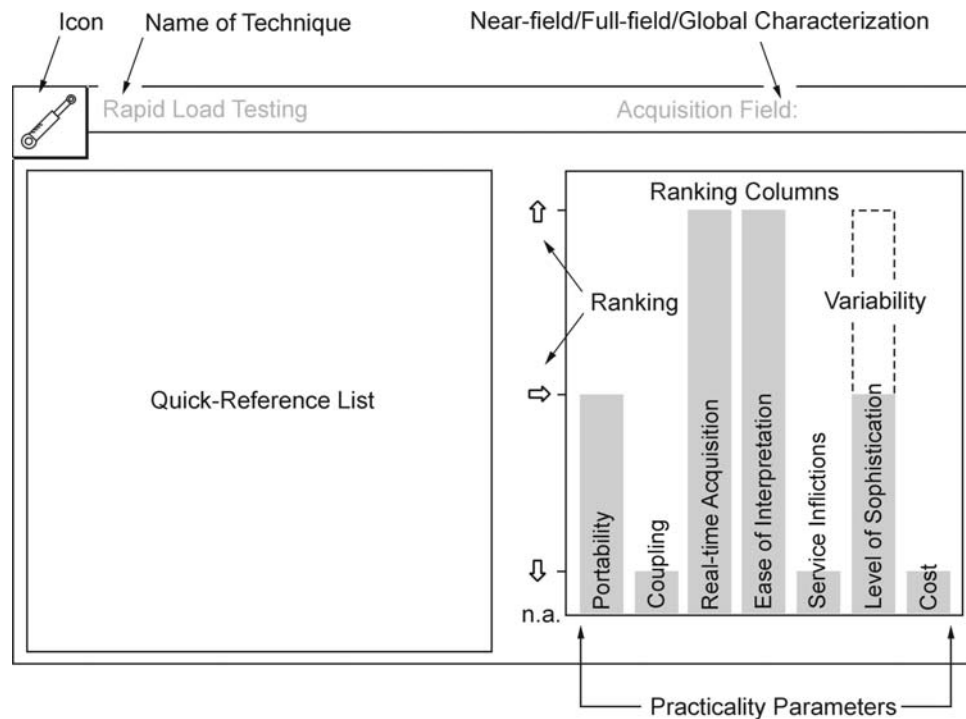 Icon
Name of Technique
Near-field/Full-field/Global Characterization
Rapid Load Testing
Acquisition Field:
Quick-Reference List
Ranking Columns
Ranking
Variability
n.a.
Portability
Coupling
Real-time Acquisition
Ease of Interpretation
Service Inflictions
Level of Sophistication
Cost
Practicality Parameters